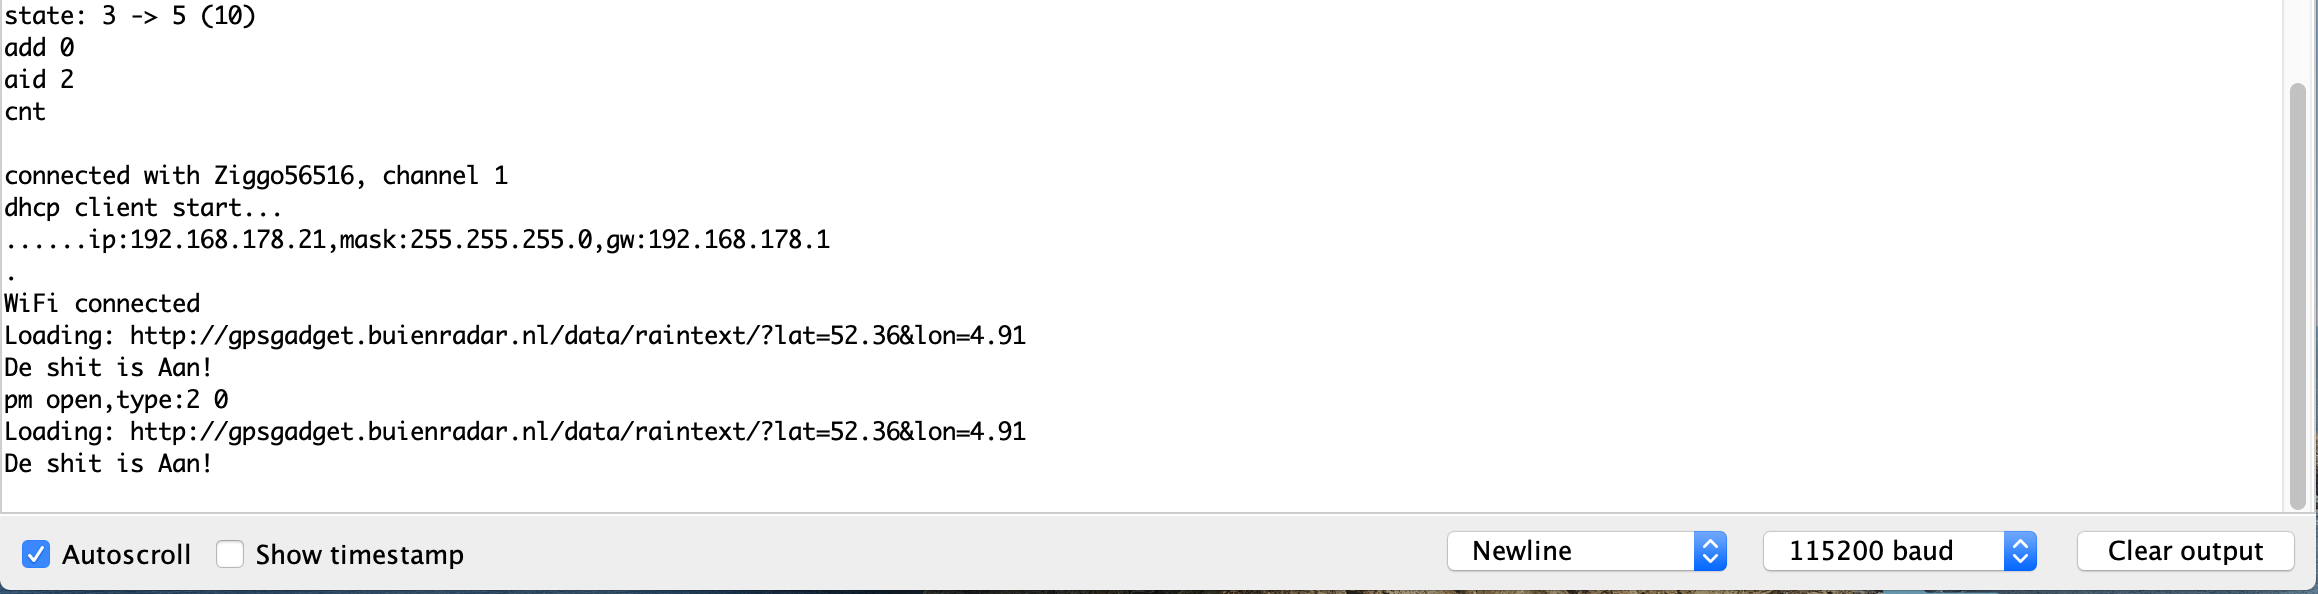 state: 3 -> 5 (10)
add 0
aid 2
cnt
connected with Ziggo56516, channel 1
dhcp client start...
......ip:192.168.178.21,mask:255.255.255.0,gw:192.168.178.1
.
WiFi connected
Loading: http://gpsgadget.buienradar.nl/data/raintext/?lat=52.36&lon=4.91
De shit is Aan!
pm open,type:2 0
Loading: http://gpsgadget.buienradar.nl/data/raintext/?lat=52.36&lon=4.91
De shit is Aan!
Autoscroll Show timestamp Newline 115200 baud Clear output